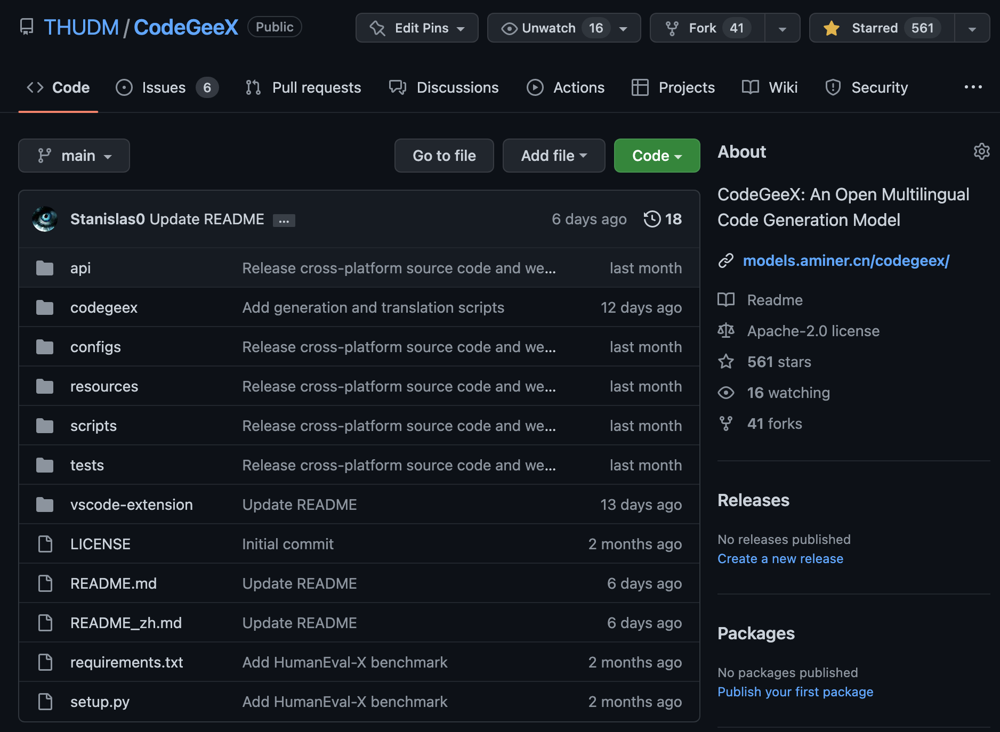 THUDM / CodeGeeX Public Edit Pins Unwatch 16 Fork 41 Starred 561
Code Issues 6 Pull requests Discussions Actions Projects Wiki Security ...
main Go to file Add file Code
Stanislas0 Update README ... 6 days ago 18
api Release cross-platform source code and we... last month
codegeex Add generation and translation scripts 12 days ago
configs Release cross-platform source code and we... last month
resources Release cross-platform source code and we... last month
scripts Release cross-platform source code and we... last month
tests Release cross-platform source code and we... last month
vscode-extension Update README 13 days ago
LICENSE Initial commit 2 months ago
README.md Update README 6 days ago
README_zh.md Update README 6 days ago
requirements.txt Add HumanEval-X benchmark 2 months ago
setup.py Add HumanEval-X benchmark 2 months ago
About
CodeGeeX: An Open Multilingual
Code Generation Model
models.aminer.cn/codegeex/
Readme
Apache-2.0 license
561 stars
16 watching
41 forks
Releases
No releases published
Create a new release
Packages
No packages published
Publish your first package